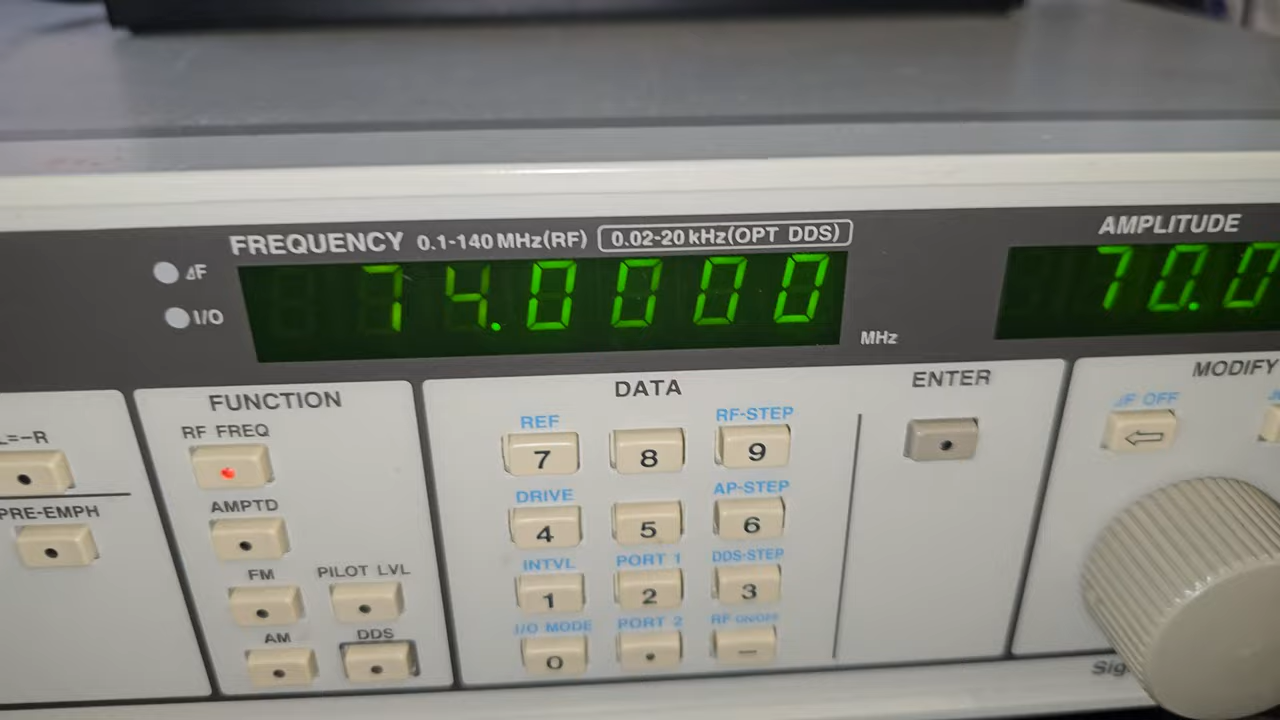 FREQUENCY 0.1-140 MHz(RF) 0.02-20 kHz(OPT DDS)
AMPLITUDE
ΔF
I/O
74.0000
MHz
70.0
L=-R
PRE-EMPH
FUNCTION
RF FREQ
AMPTD
FM
PILOT LVL
AM
DDS
DATA
REF
RF-STEP
7
8
9
DRIVE
AP-STEP
4
5
6
INTVL
PORT 1
DDS-STEP
1
2
3
I/O MODE
PORT 2
RF ON/OFF
0
.
−
ENTER
MODIFY
ΔF OFF
⇦
Sig